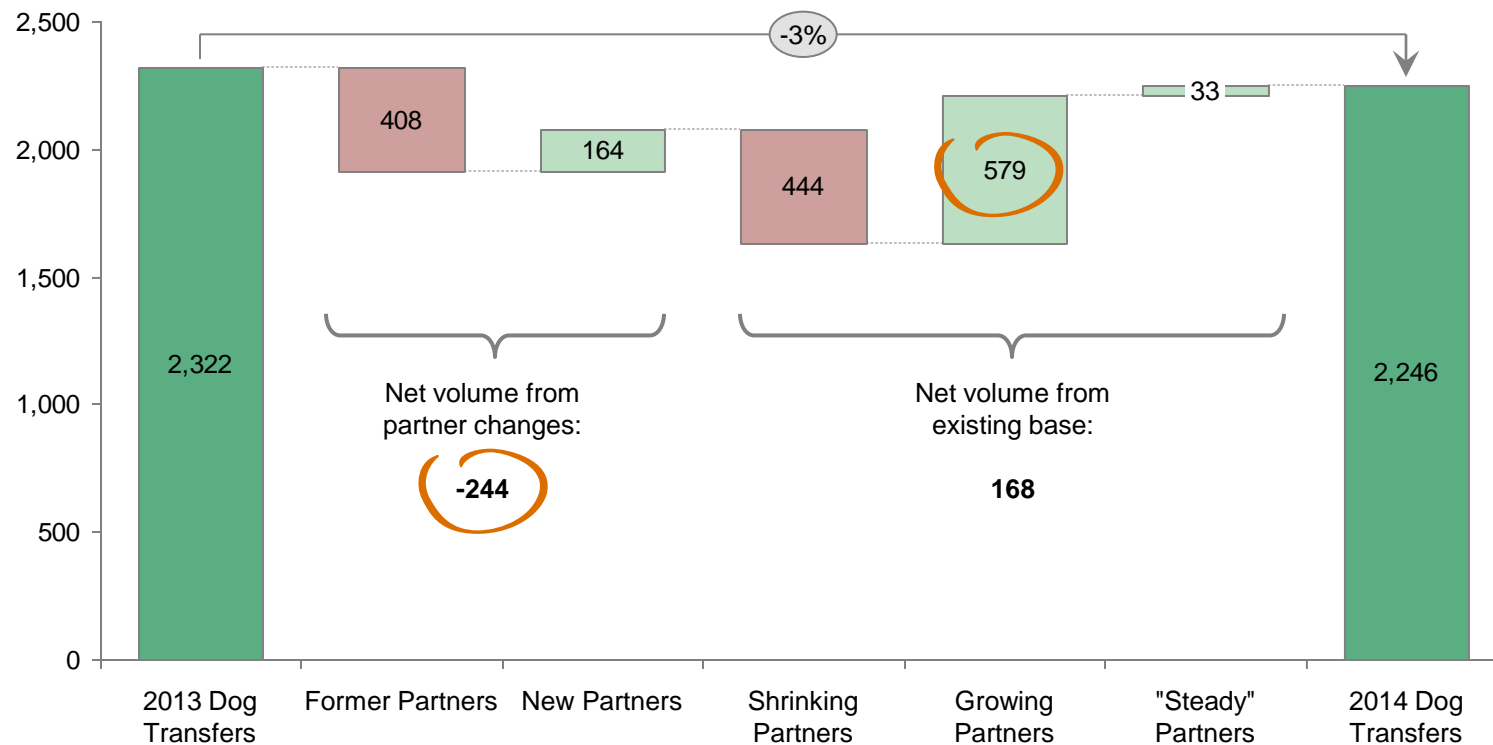 2,500
2,000
1,500
1,000
500
0
-3%
2,322
408
164
444
579
33
2,246
Net volume from
partner changes:
-244
Net volume from
existing base:
168
2013 Dog
Transfers
Former Partners
New Partners
Shrinking
Partners
Growing
Partners
"Steady"
Partners
2014 Dog
Transfers